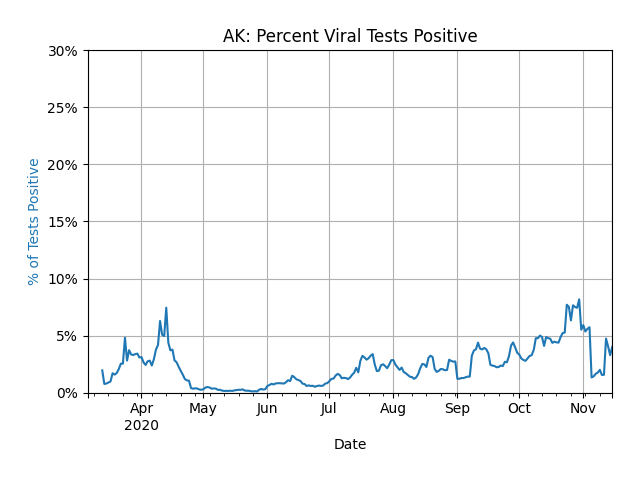 AK: Percent Viral Tests Positive
30%
25%
20%
15%
10%
5%
0%
% of Tests Positive
Apr May Jun Jul Aug Sep Oct Nov
2020
Date